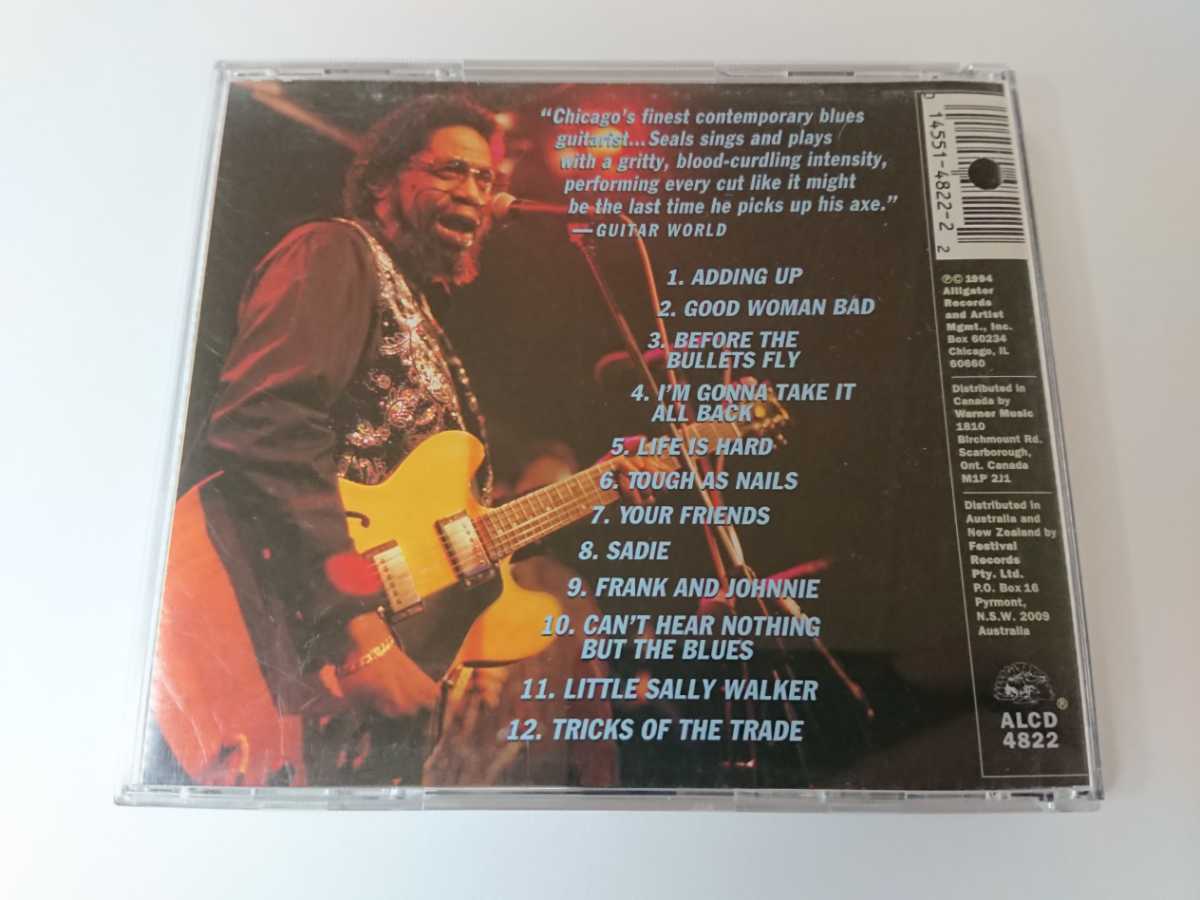 “Chicago's finest contemporary blues
guitarist...Seals sings and plays
with a gritty, blood-curdling intensity,
performing every cut like it might
be the last time he picks up his axe.”
—GUITAR WORLD
1. ADDING UP
2. GOOD WOMAN BAD
3. BEFORE THE
BULLETS FLY
4. I'M GONNA TAKE IT
ALL BACK
5. LIFE IS HARD
6. TOUGH AS NAILS
7. YOUR FRIENDS
8. SADIE
9. FRANK AND JOHNNIE
10. CAN'T HEAR NOTHING
BUT THE BLUES
11. LITTLE SALLY WALKER
12. TRICKS OF THE TRADE
0 14551-4822-2 2
℗© 1994
Alligator
Records
and Artist
Mgmt., Inc.
Box 60234
Chicago, IL
60660
Distributed in
Canada by
Warner Music
1810
Birchmount Rd.
Scarborough,
Ont. Canada
M1P 2J1
Distributed in
Australia and
New Zealand by
Festival
Records
Pty. Ltd.
P.O. Box 16
Pyrmont,
N.S.W. 2009
Australia
®
ALCD
4822